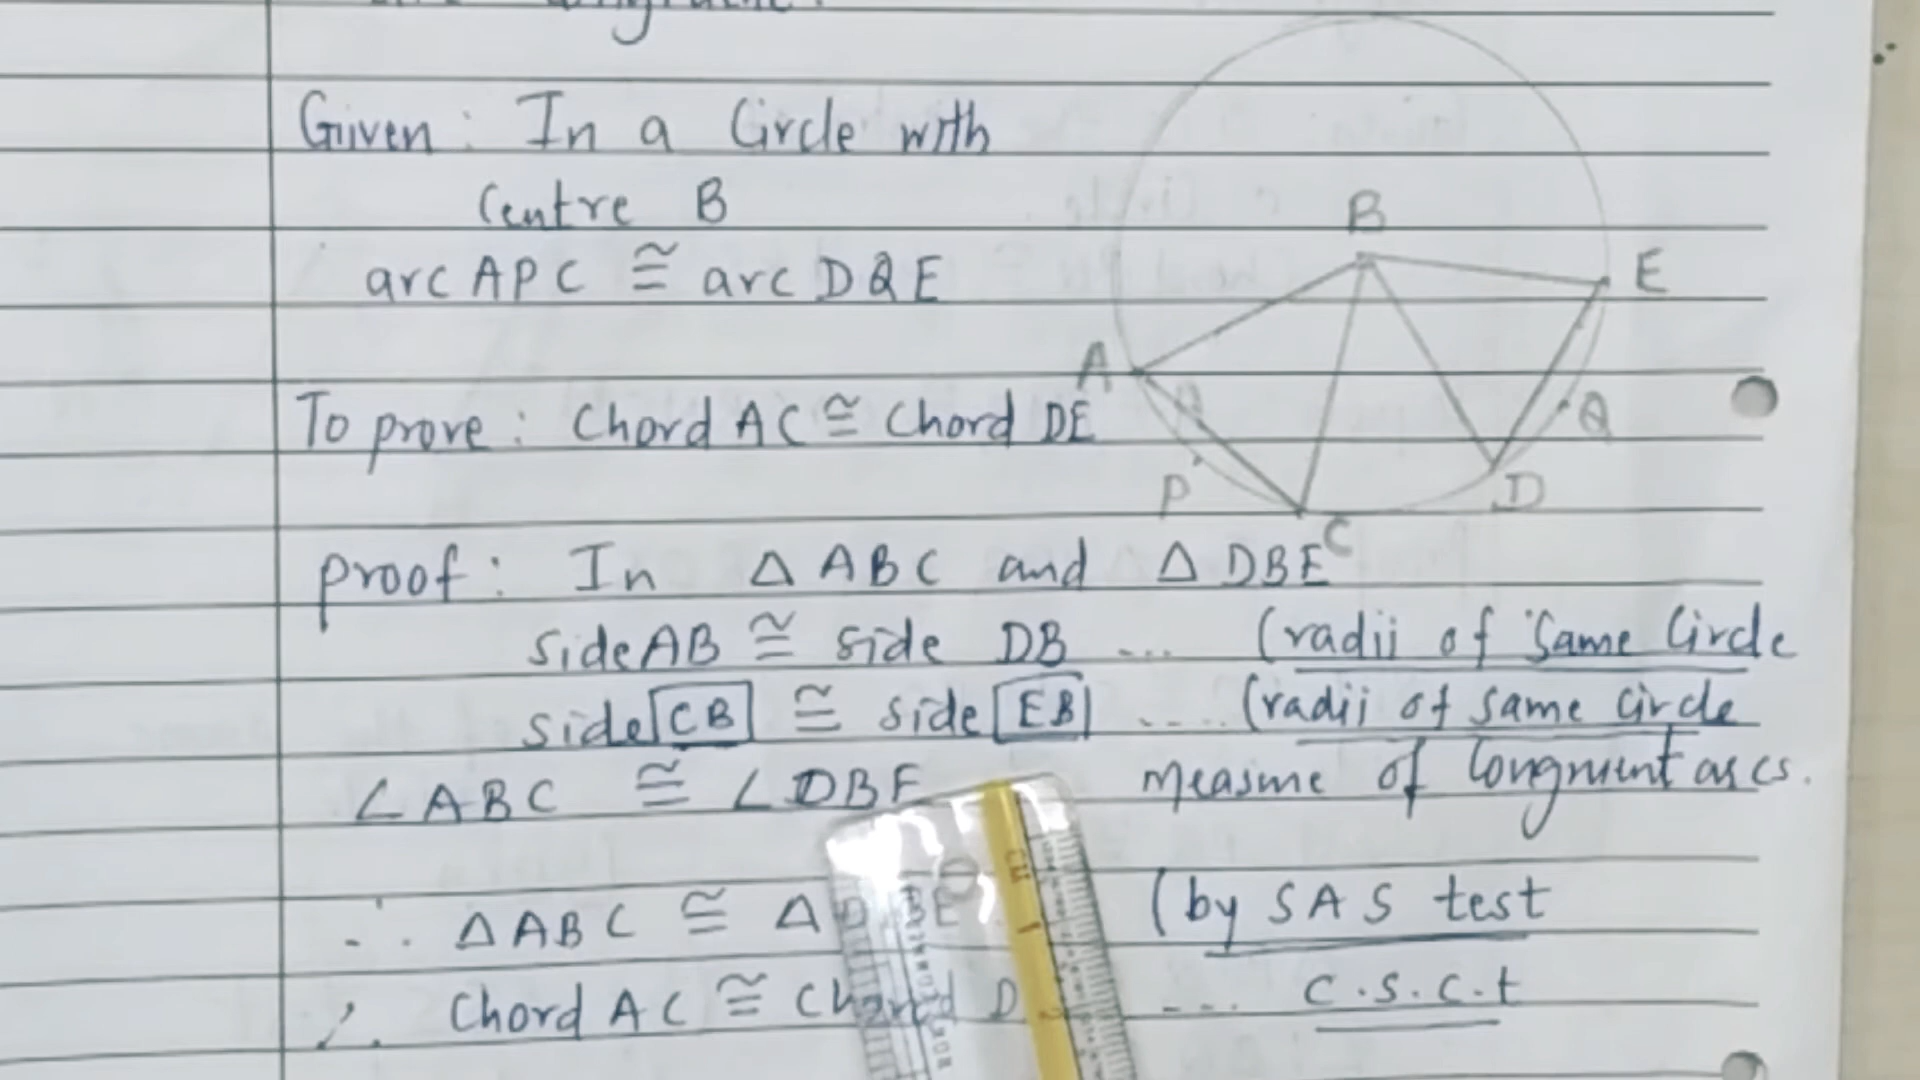 Given: In a Circle with
Centre B
arc APC ≅ arc DQE
To prove: Chord AC ≅ Chord DE
proof: In △ ABC and △ DBE
side AB ≅ side DB ... (radii of same Circle
side CB ≅ side EB .... (radii of same circle
∠ABC ≅ ∠DBE measure of Congruent arcs.
∴ △ABC ≅ △DBE (by SAS test
∴ Chord AC ≅ Chord D ... c.s.c.t
B
E
A
Q
P
D
C
CM
1